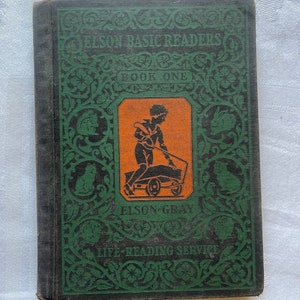 ELSON BASIC READERS
BOOK ONE
ELSON-GRAY
LIFE-READING SERVICE